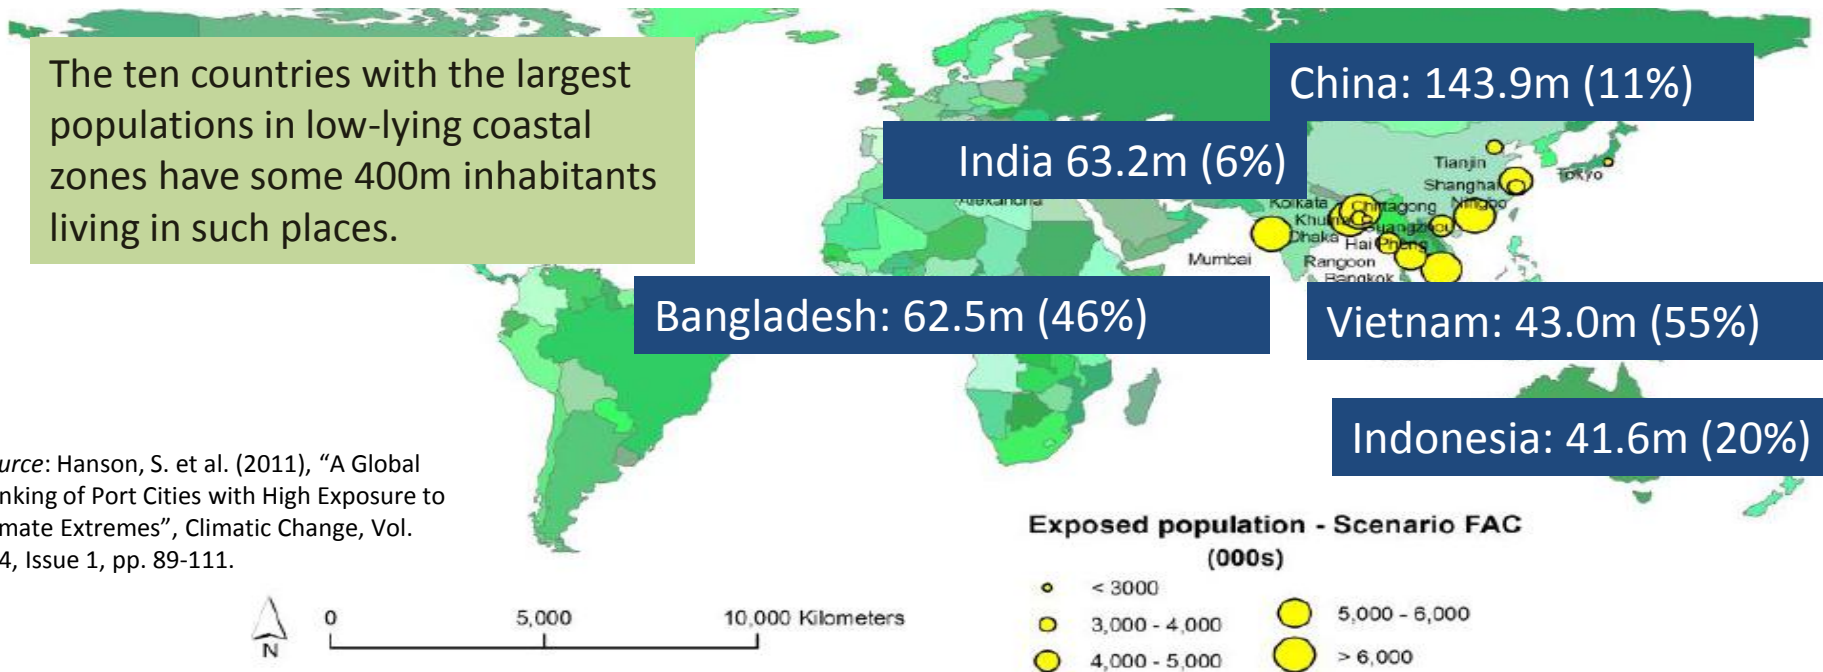 The ten countries with the largest
populations in low-lying coastal
zones have some 400m inhabitants
living in such places.
China: 143.9m (11%)
India 63.2m (6%)
Tianjin
Tokyo
Shanghai
Alexandria
Kolkata
Chittagong
Ningbo
Khulna
Guangzhou
Dhaka
Hai Phong
Mumbai
Rangoon
Bangkok
Bangladesh: 62.5m (46%)
Vietnam: 43.0m (55%)
Indonesia: 41.6m (20%)
urce: Hanson, S. et al. (2011), “A Global
nking of Port Cities with High Exposure to
mate Extremes”, Climatic Change, Vol.
4, Issue 1, pp. 89-111.
Exposed population - Scenario FAC
(000s)
< 3000
3,000 - 4,000
4,000 - 5,000
5,000 - 6,000
> 6,000
0 5,000 10,000 Kilometers
N